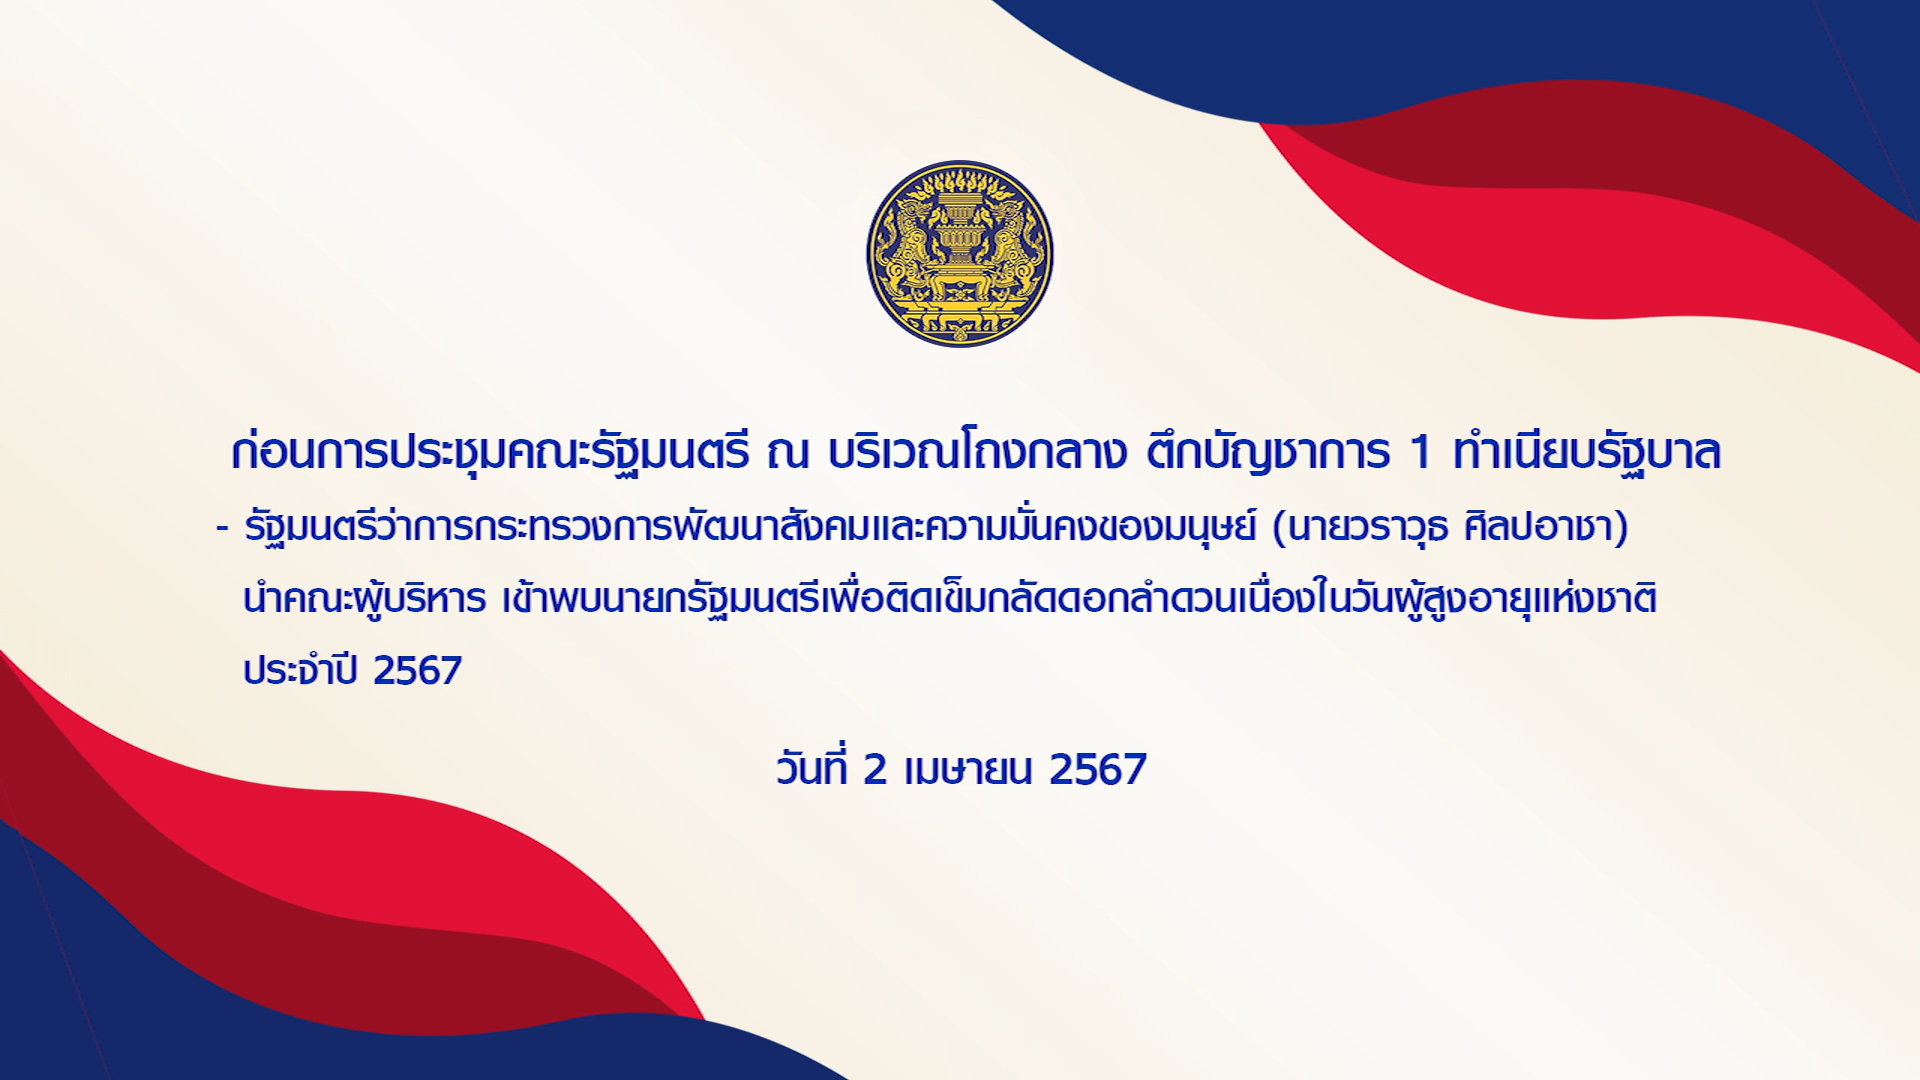 ก่อนการประชุมคณะรัฐมนตรี ณ บริเวณโถงกลาง ตึกบัญชาการ 1 ทำเนียบรัฐบาล
- รัฐมนตรีว่าการกระทรวงการพัฒนาสังคมและความมั่นคงของมนุษย์ (นายวราวุธ ศิลปอาชา)
นำคณะผู้บริหาร เข้าพบนายกรัฐมนตรีเพื่อติดเข็มกลัดดอกลำดวนเนื่องในวันผู้สูงอายุแห่งชาติ
ประจำปี 2567
วันที่ 2 เมษายน 2567